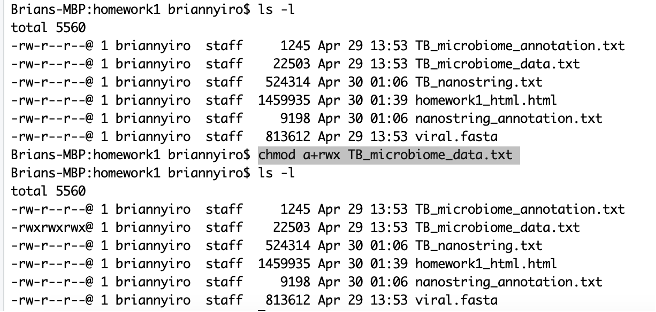 Brians-MBP:homework1 briannyiro$ ls -l
total 5560
-rw-r--r--@ 1 briannyiro  staff     1245 Apr 29 13:53 TB_microbiome_annotation.txt
-rw-r--r--@ 1 briannyiro  staff    22503 Apr 29 13:53 TB_microbiome_data.txt
-rw-r--r--@ 1 briannyiro  staff   524314 Apr 30 01:06 TB_nanostring.txt
-rw-r--r--@ 1 briannyiro  staff  1459935 Apr 30 01:39 homework1_html.html
-rw-r--r--@ 1 briannyiro  staff     9198 Apr 30 01:06 nanostring_annotation.txt
-rw-r--r--@ 1 briannyiro  staff   813612 Apr 29 13:53 viral.fasta
Brians-MBP:homework1 briannyiro$ chmod a+rwx TB_microbiome_data.txt
Brians-MBP:homework1 briannyiro$ ls -l
total 5560
-rw-r--r--@ 1 briannyiro  staff     1245 Apr 29 13:53 TB_microbiome_annotation.txt
-rwxrwxrwx@ 1 briannyiro  staff    22503 Apr 29 13:53 TB_microbiome_data.txt
-rw-r--r--@ 1 briannyiro  staff   524314 Apr 30 01:06 TB_nanostring.txt
-rw-r--r--@ 1 briannyiro  staff  1459935 Apr 30 01:39 homework1_html.html
-rw-r--r--@ 1 briannyiro  staff     9198 Apr 30 01:06 nanostring_annotation.txt
-rw-r--r--@ 1 briannyiro  staff   813612 Apr 29 13:53 viral.fasta